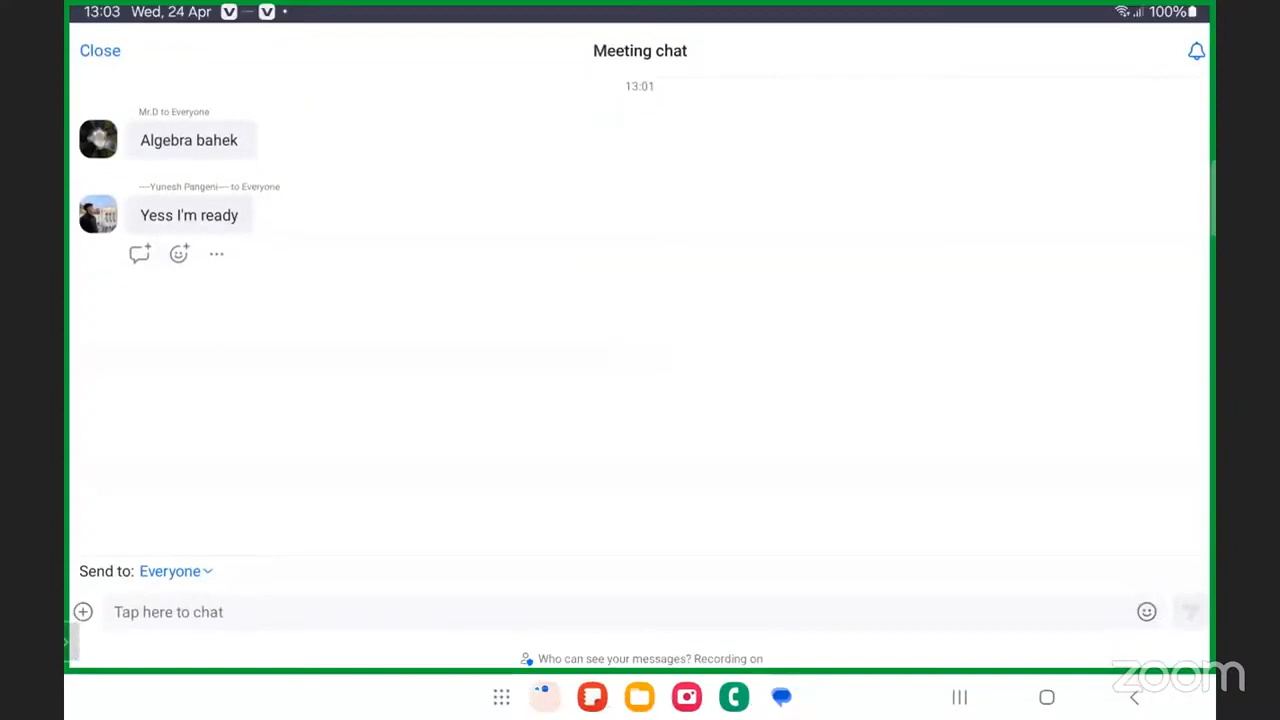 13:03 Wed, 24 Apr V V • 100%
Close Meeting chat
13:01
Mr.D to Everyone
Algebra bahek
----Yunesh Pangeni---- to Everyone
Yess I'm ready
Send to: Everyone
Tap here to chat
Who can see your messages? Recording on
zoom